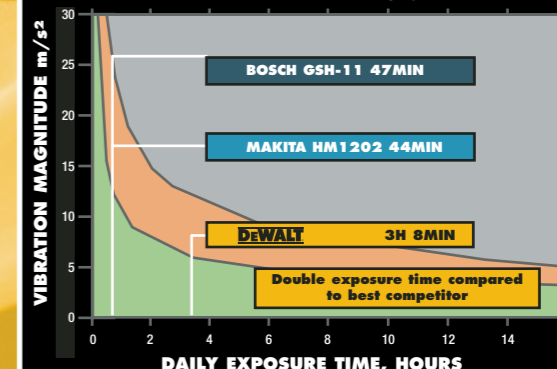 VIBRATION MAGNITUDE m/s²
30
25
20
15
10
5
0
BOSCH GSH-11 47MIN
MAKITA HM1202 44MIN
DEWALT 3H 8MIN
Double exposure time compared
to best competitor
0 2 4 6 8 10 12 14
DAILY EXPOSURE TIME, HOURS